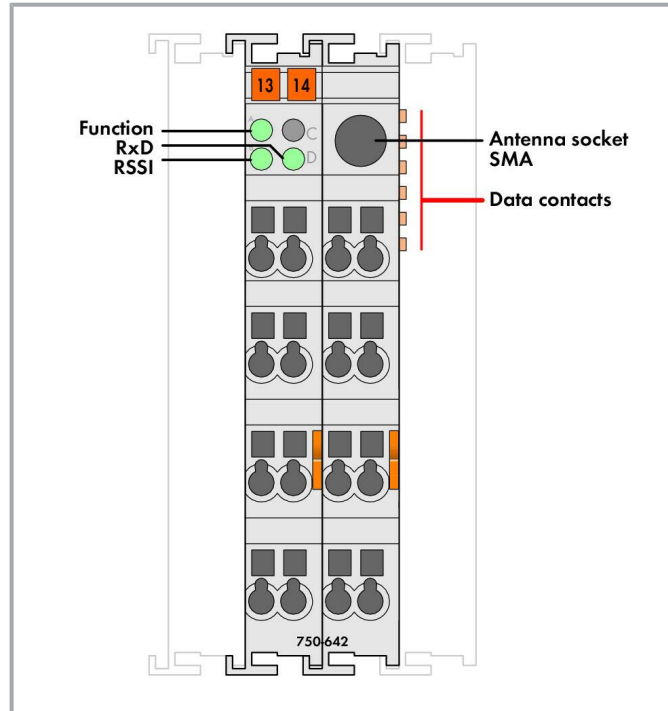 13 14
A C
D
Function
RxD
RSSI
Antenna socket
SMA
Data contacts
750-642